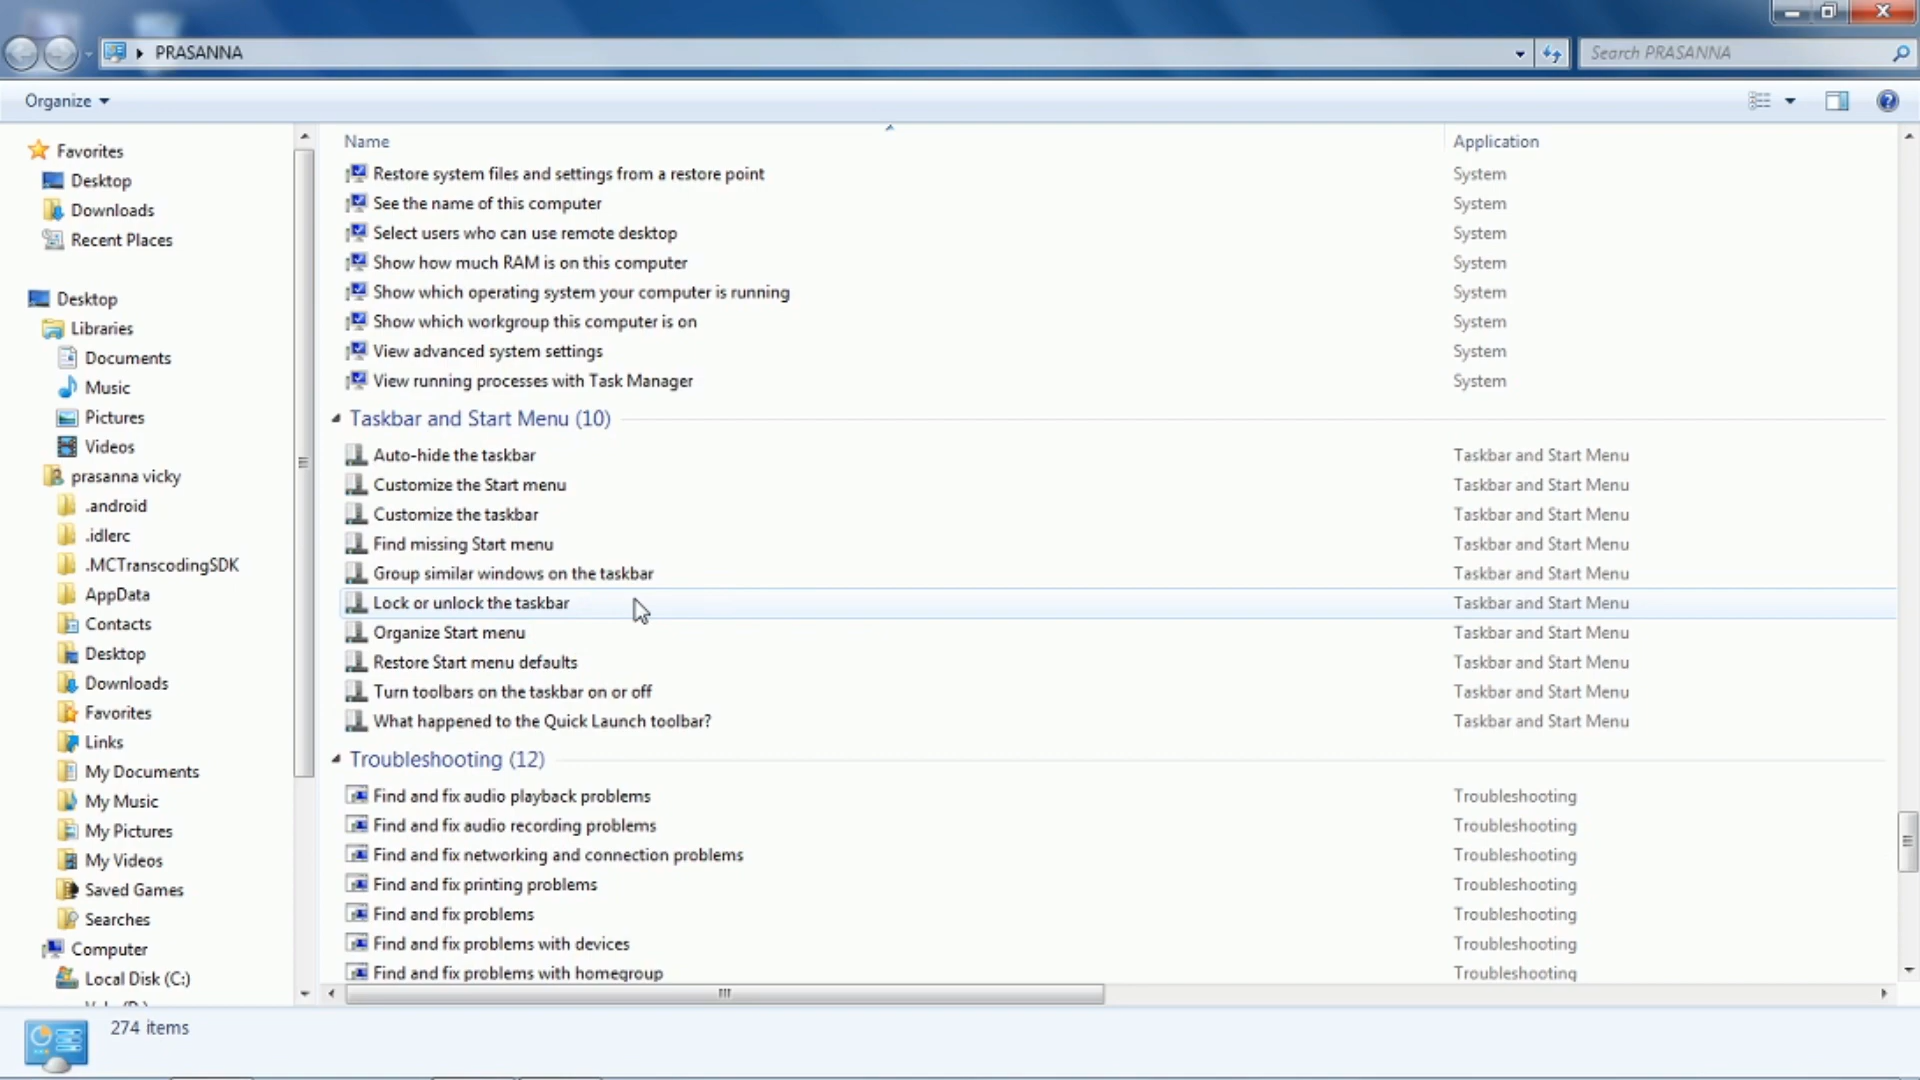 PRASANNA
Search PRASANNA
Organize
Favorites
Desktop
Downloads
Recent Places
Desktop
Libraries
Documents
Music
Pictures
Videos
prasanna vicky
.android
.idlerc
.MCTranscodingSDK
AppData
Contacts
Desktop
Downloads
Favorites
Links
My Documents
My Music
My Pictures
My Videos
Saved Games
Searches
Computer
Local Disk (C:)
Name Application
Restore system files and settings from a restore point System
See the name of this computer System
Select users who can use remote desktop System
Show how much RAM is on this computer System
Show which operating system your computer is running System
Show which workgroup this computer is on System
View advanced system settings System
View running processes with Task Manager System
Taskbar and Start Menu (10)
Auto-hide the taskbar Taskbar and Start Menu
Customize the Start menu Taskbar and Start Menu
Customize the taskbar Taskbar and Start Menu
Find missing Start menu Taskbar and Start Menu
Group similar windows on the taskbar Taskbar and Start Menu
Lock or unlock the taskbar Taskbar and Start Menu
Organize Start menu Taskbar and Start Menu
Restore Start menu defaults Taskbar and Start Menu
Turn toolbars on the taskbar on or off Taskbar and Start Menu
What happened to the Quick Launch toolbar? Taskbar and Start Menu
Troubleshooting (12)
Find and fix audio playback problems Troubleshooting
Find and fix audio recording problems Troubleshooting
Find and fix networking and connection problems Troubleshooting
Find and fix printing problems Troubleshooting
Find and fix problems Troubleshooting
Find and fix problems with devices Troubleshooting
Find and fix problems with homegroup Troubleshooting
274 items